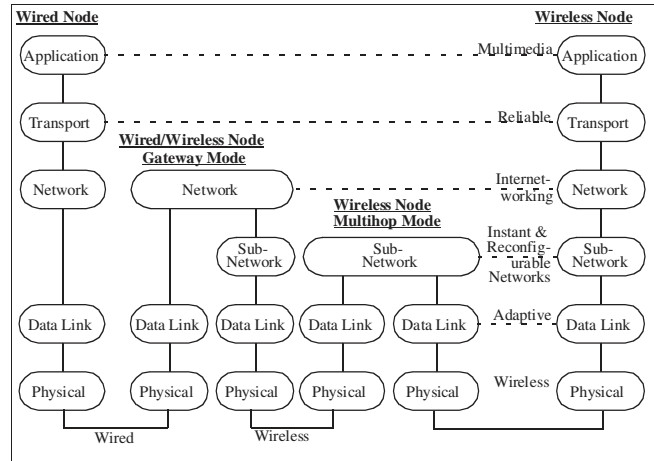 Wired Node
Wireless Node
Application
Multimedia
Application
Transport
Reliable
Transport
Wired/Wireless Node
Gateway Mode
Network
Network
Internet-
working
Network
Wireless Node
Multihop Mode
Sub-
Network
Sub-
Network
Instant &
Reconfig-
urable
Networks
Sub-
Network
Data Link
Data Link
Data Link
Data Link
Data Link
Adaptive
Data Link
Physical
Physical
Physical
Physical
Physical
Wireless
Physical
Wired
Wireless